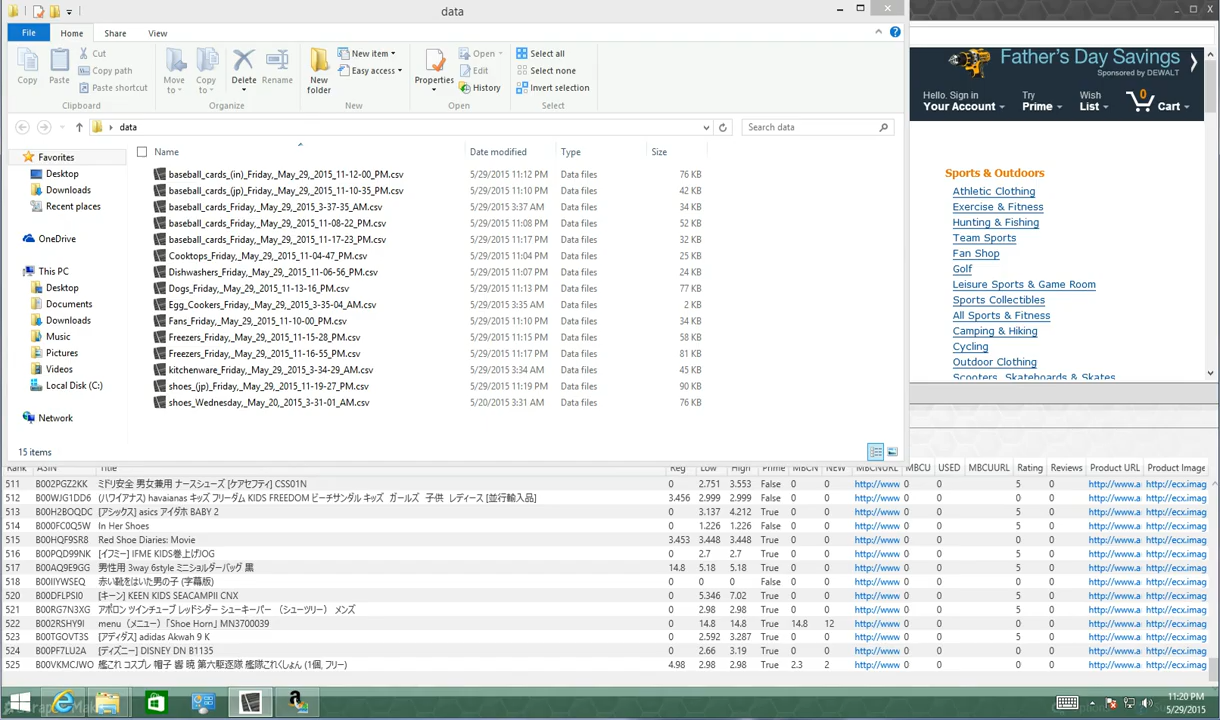 data
File Home Share View
Copy
Paste
Cut
Copy path
Paste shortcut
Clipboard
Move to
Copy to
Delete
Rename
Organize
New folder
New item
Easy access
New
Properties
Open
Edit
History
Open
Select all
Select none
Invert selection
Select
data
Search data
Favorites
Desktop
Downloads
Recent places
OneDrive
This PC
Desktop
Documents
Downloads
Music
Pictures
Videos
Local Disk (C:)
Network
Name Date modified Type Size
baseball_cards_(in)_Friday,_May_29,_2015_11-12-00_PM.csv 5/29/2015 11:12 PM Data files 76 KB
baseball_cards_(jp)_Friday,_May_29,_2015_11-10-35_PM.csv 5/29/2015 11:10 PM Data files 42 KB
baseball_cards_Friday,_May_29,_2015_3-37-35_AM.csv 5/29/2015 3:37 AM Data files 34 KB
baseball_cards_Friday,_May_29,_2015_11-08-22_PM.csv 5/29/2015 11:08 PM Data files 52 KB
baseball_cards_Friday,_May_29,_2015_11-17-23_PM.csv 5/29/2015 11:17 PM Data files 32 KB
Cooktops_Friday,_May_29,_2015_11-04-47_PM.csv 5/29/2015 11:04 PM Data files 25 KB
Dishwashers_Friday,_May_29,_2015_11-06-56_PM.csv 5/29/2015 11:07 PM Data files 24 KB
Dogs_Friday,_May_29,_2015_11-13-16_PM.csv 5/29/2015 11:13 PM Data files 77 KB
Egg_Cookers_Friday,_May_29,_2015_3-35-04_AM.csv 5/29/2015 3:35 AM Data files 2 KB
Fans_Friday,_May_29,_2015_11-10-00_PM.csv 5/29/2015 11:10 PM Data files 34 KB
Freezers_Friday,_May_29,_2015_11-15-28_PM.csv 5/29/2015 11:15 PM Data files 58 KB
Freezers_Friday,_May_29,_2015_11-16-55_PM.csv 5/29/2015 11:17 PM Data files 81 KB
kitchenware_Friday,_May_29,_2015_3-34-29_AM.csv 5/29/2015 3:34 AM Data files 45 KB
shoes_(jp)_Friday,_May_29,_2015_11-19-27_PM.csv 5/29/2015 11:19 PM Data files 90 KB
shoes_Wednesday,_May_20,_2015_3-31-01_AM.csv 5/20/2015 3:31 AM Data files 76 KB
15 items
Father's Day Savings
Sponsored by DEWALT
Hello. Sign in Your Account
Try Prime
Wish List
0 Cart
Sports & Outdoors
Athletic Clothing
Exercise & Fitness
Hunting & Fishing
Team Sports
Fan Shop
Golf
Leisure Sports & Game Room
Sports Collectibles
All Sports & Fitness
Camping & Hiking
Cycling
Outdoor Clothing
Scooters, Skateboards & Skates
Rank ASIN Title Reg Low High Prime MBCN NEW MBCNURL MBCU USED MBCUURL Rating Reviews Product URL Product Image
511 B002PGZ2KK ミドリ安全 男女兼用 ナースシューズ [ケアセフティ] CSS01N 0 2.751 3.553 False 0 0 http://www 0 0 5 0 http://www.a http://ecx.imag
512 B00WJG1DD6 (ハワイアナス) havaianas キッズ フリーダム KIDS FREEDOM ビーチサンダル キッズ ガールズ 子供 レディース [並行輸入品] 3.456 2.999 3.456 False 0 0 http://www 0 0 5 0 http://www.a http://ecx.imag
513 B00H2BOQDC [アシックス] asics アイダホ BABY 2 0 3.137 4.212 True 0 0 http://www 0 0 5 0 http://www.a http://ecx.imag
514 B000FC0Q5W In Her Shoes 0 1.226 1.226 False 0 0 http://www 0 0 5 0 http://www.a http://ecx.imag
515 B00HQF9SR8 Red Shoe Diaries: Movie 3.453 3.448 3.448 True 0 0 http://www 0 0 5 0 http://www.a http://ecx.imag
516 B00PQD99NK [イフミー] IFME KIDS巻上げJOG 0 2.7 2.7 True 0 0 http://www 0 0 5 0 http://www.a http://ecx.imag
517 B00AQ9E9GG 男性用 3way 6style ミニショルダーバッグ 黒 14.8 5.18 5.18 True 0 0 http://www 0 0 5 0 http://www.a http://ecx.imag
518 B00IIYWSEQ 赤い靴をはいた男の子 (字幕版) 0 0 0 False 0 0 http://www 0 0 5 0 http://www.a http://ecx.imag
520 B00DFLPSI0 [キーン] KEEN KIDS SEACAMPII CNX 0 5.346 7.02 True 0 0 http://www 0 0 5 0 http://www.a http://ecx.imag
521 B00RG7N3XG アポロン ツインチューブ レッドシダー シューキーパー （シューツリー） メンズ 0 2.98 2.98 True 0 0 http://www 0 0 5 0 http://www.a http://ecx.imag
522 B002RSHY9I menu（メニュー）「Shoe Horn」MN3700039 0 14.8 14.8 True 14.8 12 http://www 0 0 5 0 http://www.a http://ecx.imag
523 B00TGOVT3S [アディダス] adidas Akwah 9 K 0 2.592 3.287 True 0 0 http://www 0 0 5 0 http://www.a http://ecx.imag
524 B00PF7LU2A [ディズニー] DISNEY DN B1135 0 2.66 3.19 True 0 0 http://www 0 0 5 0 http://www.a http://ecx.imag
525 B00VKMCJWO 艦これ コスプレ 帽子 響 暁 第六駆逐隊 艦隊これくしょん (1個, フリー) 4.98 2.98 2.98 True 2.3 2 http://www 0 0 5 0 http://www.a http://ecx.imag
11:20 PM
5/29/2015